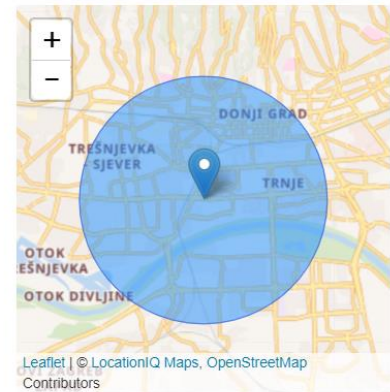 +
−
DONJI GRAD
TREŠNJEVKA
- SJEVER
TRNJE
OTOK
REŠNJEVKA
OTOK DIVLJINE
Leaflet | © LocationIQ Maps, OpenStreetMap
Contributors